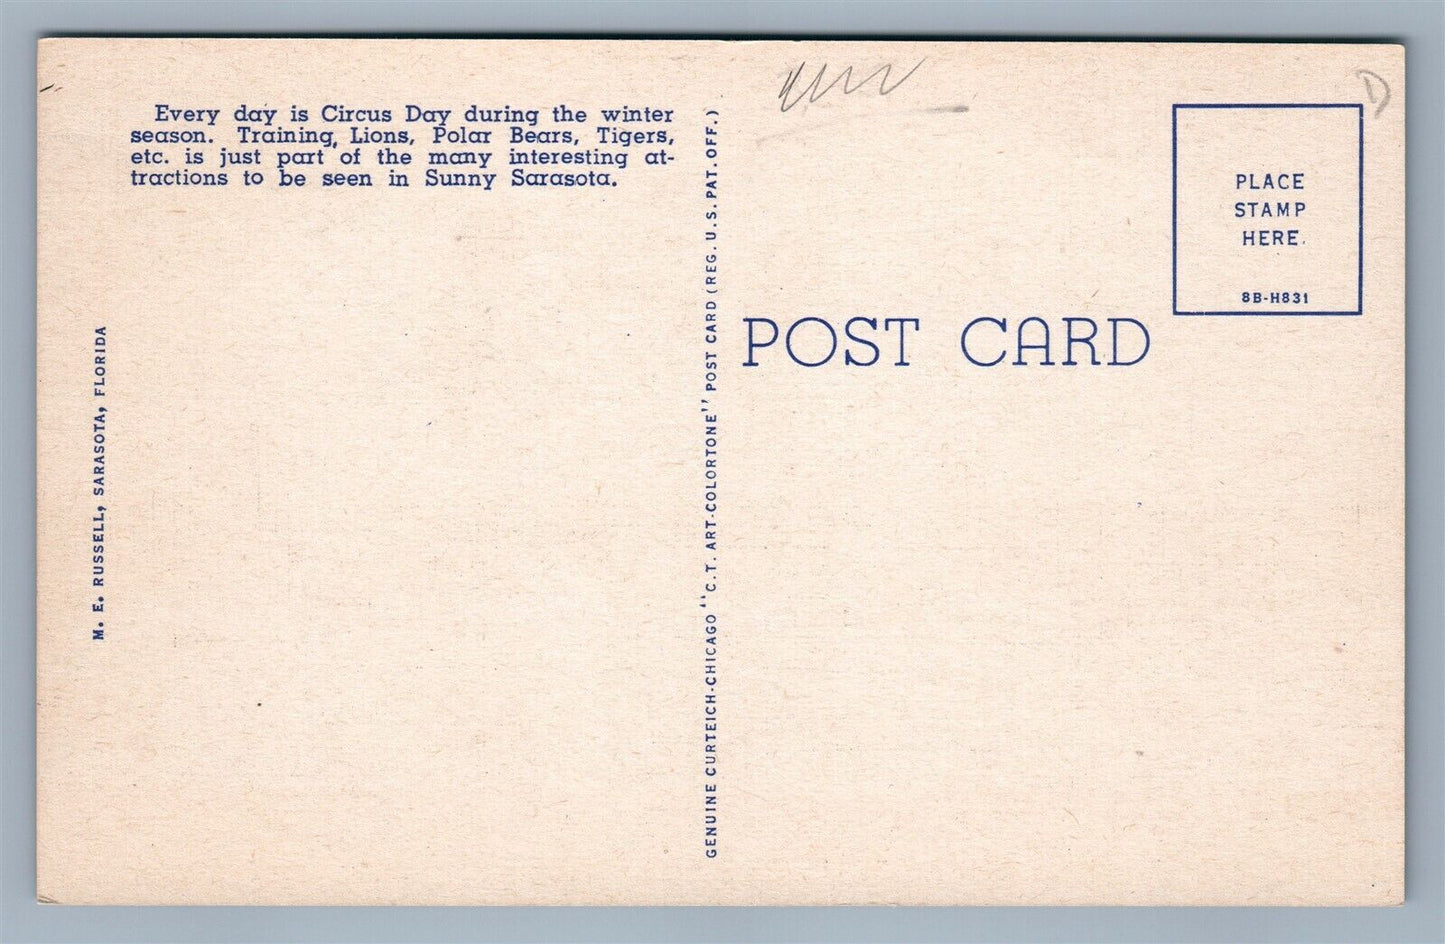 Every day is Circus Day during the winter
season. Training, Lions, Polar Bears, Tigers,
etc. is just part of the many interesting at-
tractions to be seen in Sunny Sarasota.
M. E. RUSSELL, SARASOTA, FLORIDA
GENUINE CURTEICH-CHICAGO "C.T. ART-COLORTONE" POST CARD (REG. U.S. PAT. OFF.)
D
PLACE
STAMP
HERE.
8B-H831
POST CARD